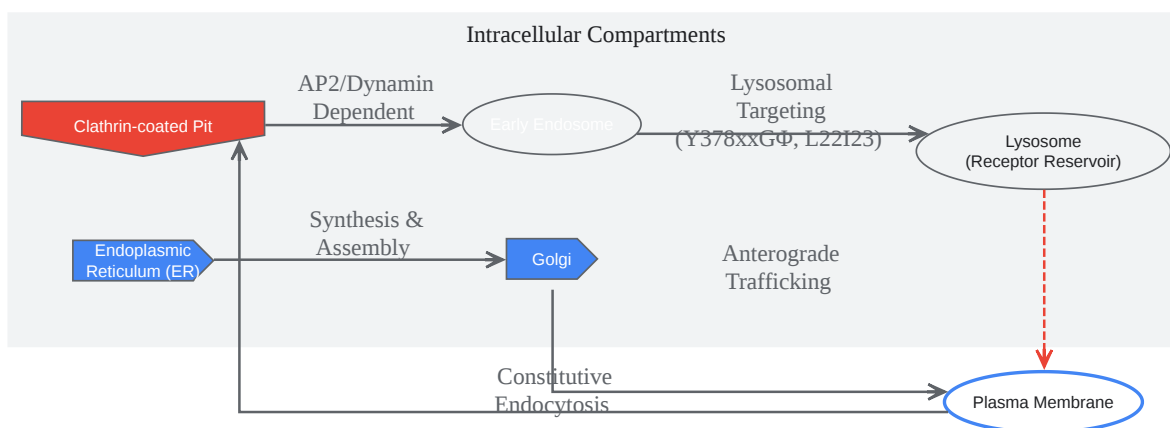 Intracellular Compartments
AP2/Dynamin
Dependent
Lysosomal
Targeting
(Y378xxGΦ, L22I23)
Clathrin-coated Pit
Early Endosome
Lysosome
(Receptor Reservoir)
Synthesis &
Assembly
Endoplasmic
Reticulum (ER)
Golgi
Anterograde
Trafficking
Constitutive
Endocytosis
Plasma Membrane